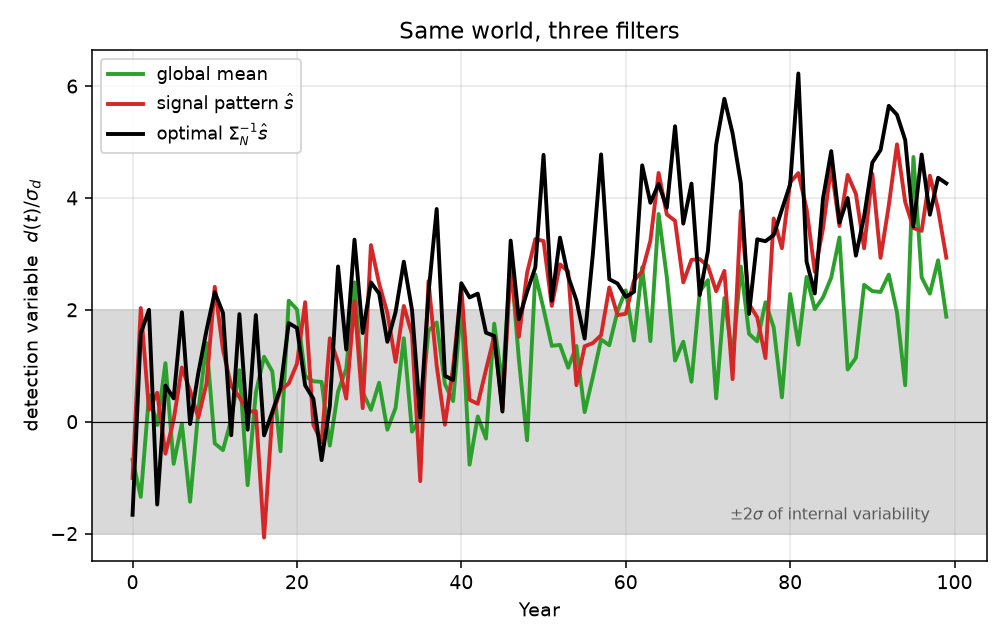 Same world, three filters
global mean
signal pattern ŝ
optimal Σ_N^{-1}ŝ
detection variable d(t)/σ_d
6
4
2
0
−2
±2σ of internal variability
0 20 40 60 80 100
Year